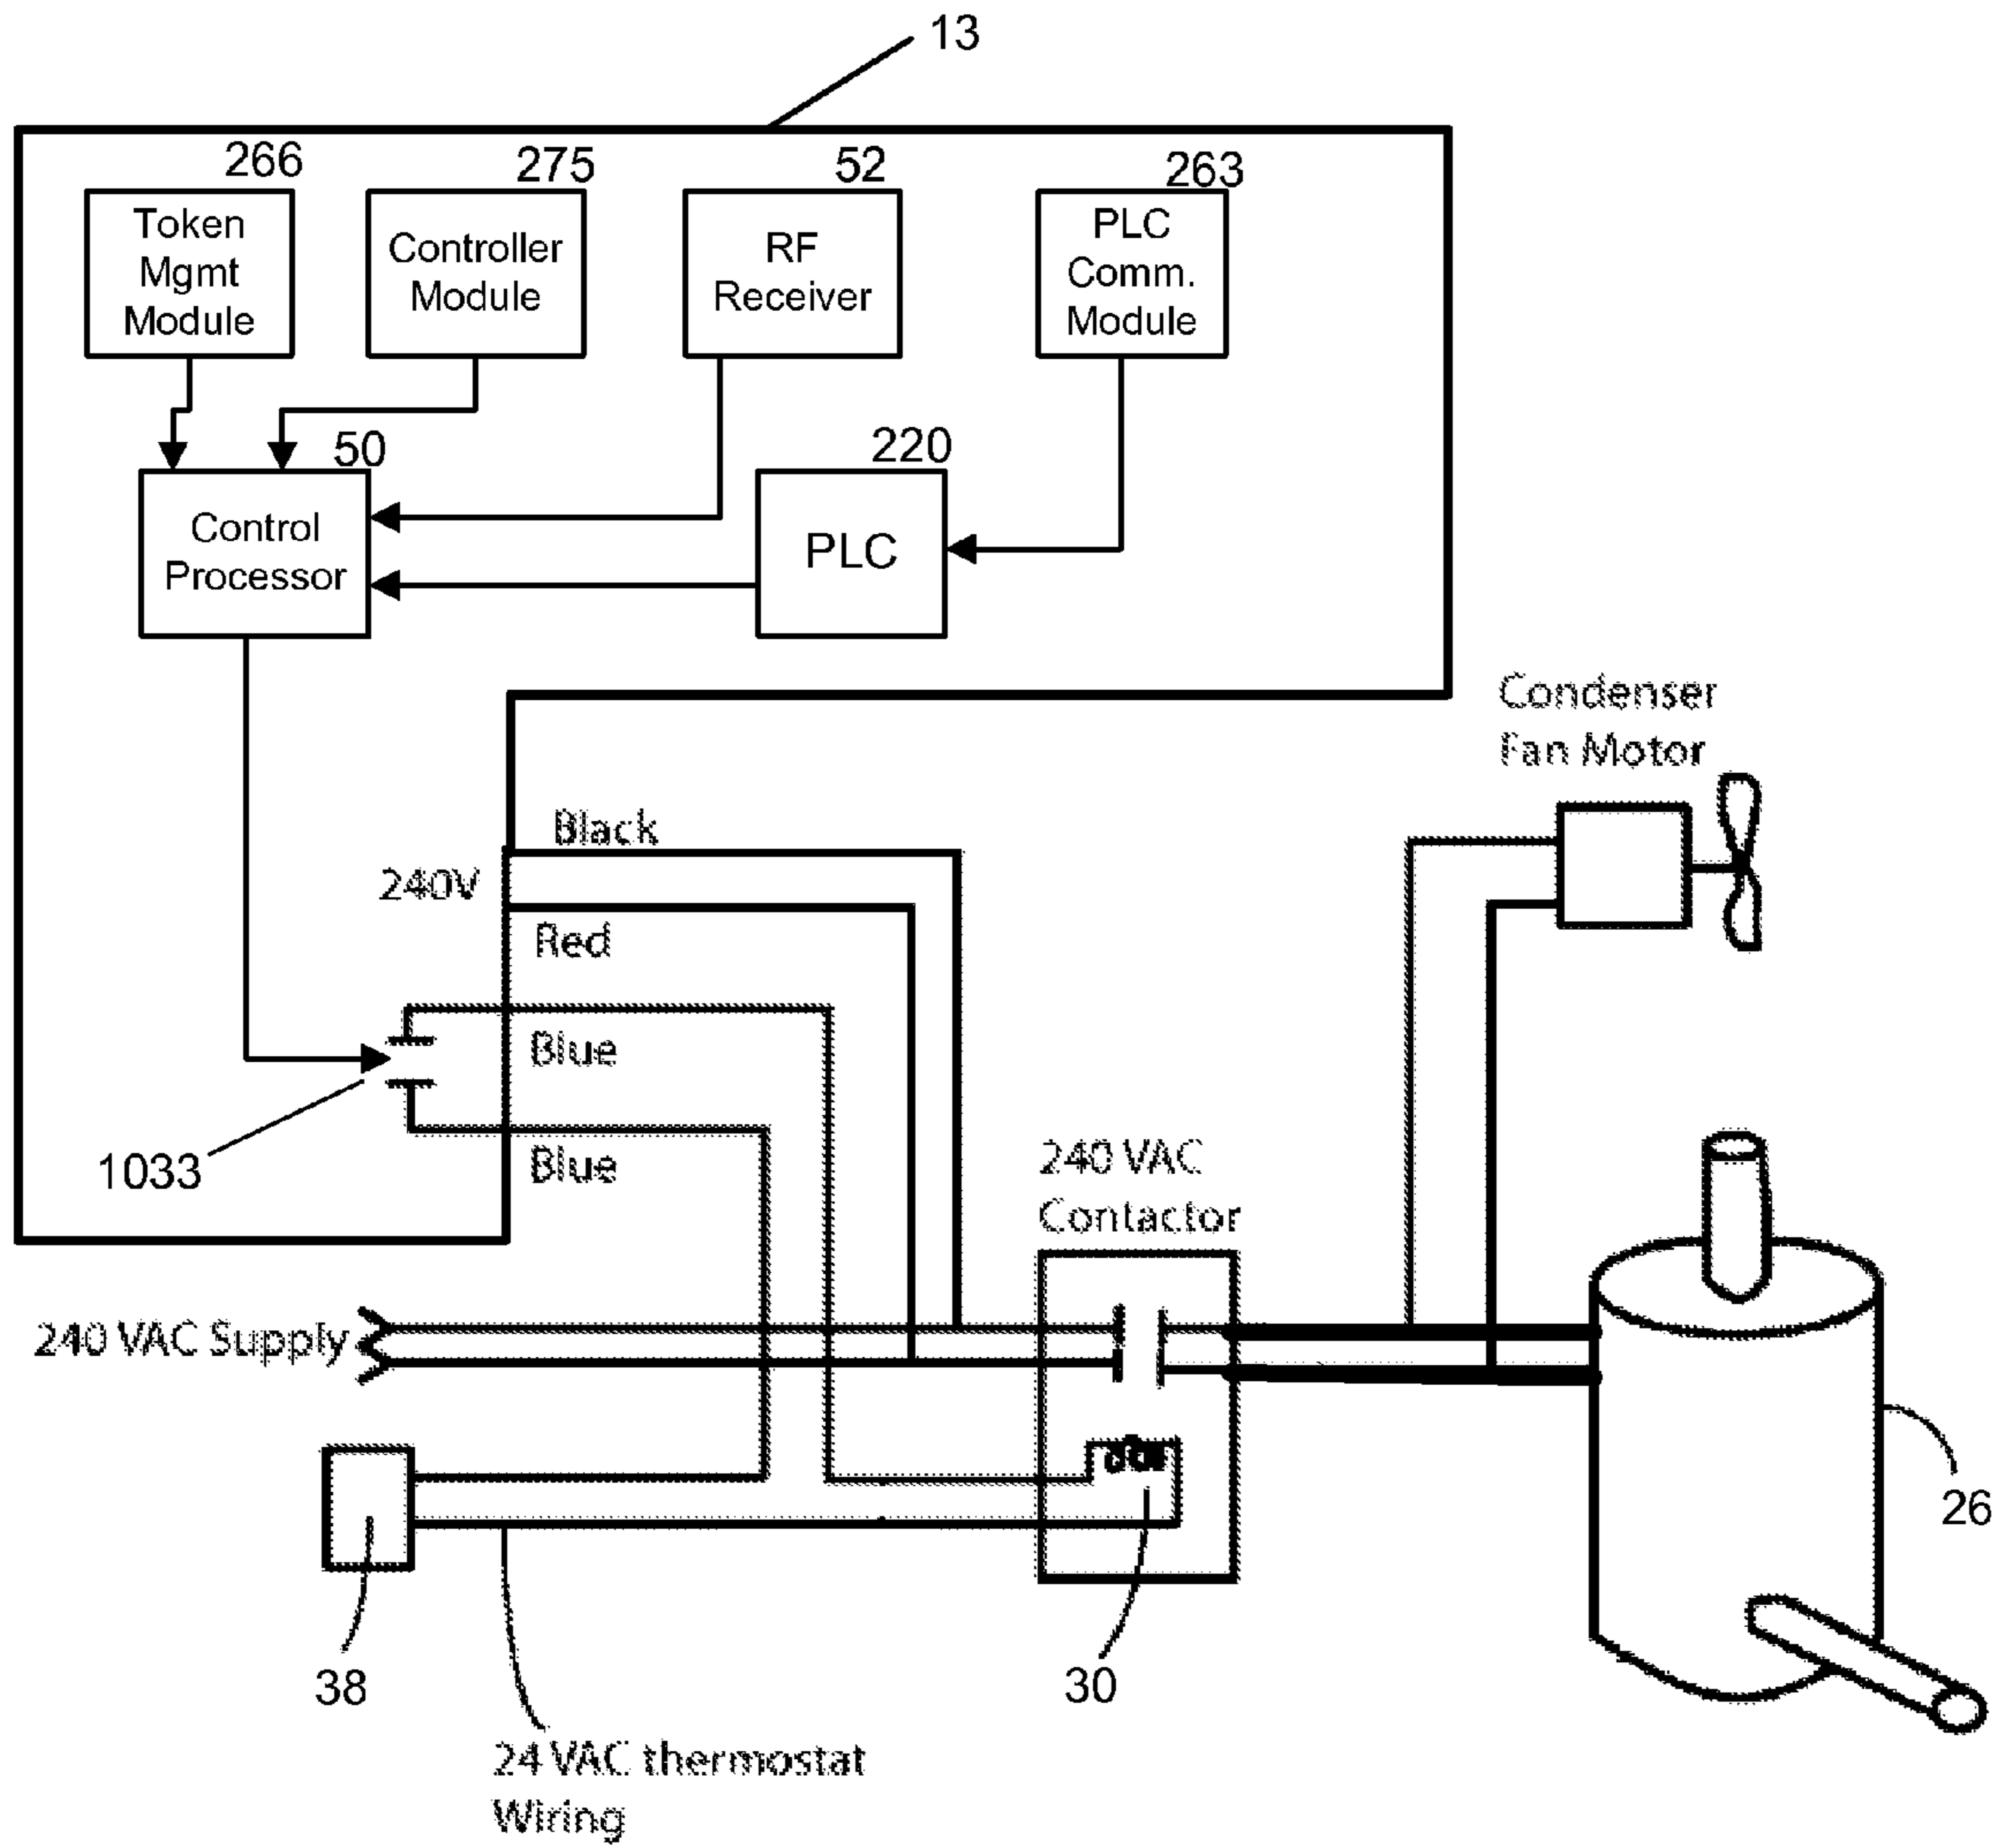 13
266
275
52
263
Token
Mgmt
Module
Controller
Module
RF
Receiver
PLC
Comm.
Module
50
220
Control
Processor
PLC
Condenser
Fan Motor
Black
240V
Red
Blue
1033
Blue
240 VAC
Contactor
240 VAC Supply
26
38
30
24 VAC thermostat
Wiring